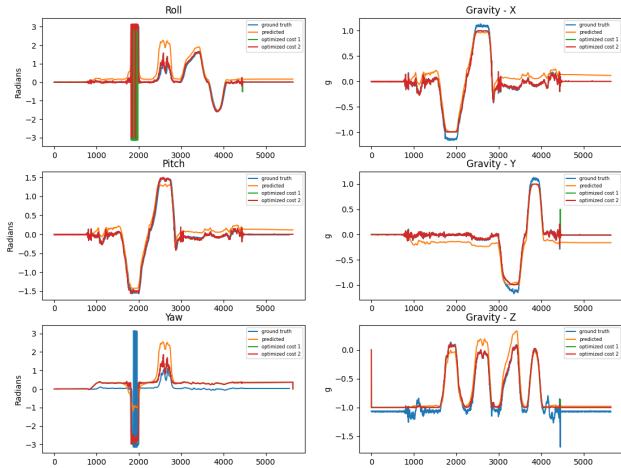 Roll
ground truth
predicted
optimized cost 1
optimized cost 2
Radians
3
2
1
0
−1
−2
−3
0
1000
2000
3000
4000
5000
Gravity - X
ground truth
predicted
optimized cost 1
optimized cost 2
g
1.0
0.5
0.0
−0.5
−1.0
0
1000
2000
3000
4000
5000
Pitch
ground truth
predicted
optimized cost 1
optimized cost 2
Radians
1.5
1.0
0.5
0.0
−0.5
−1.0
−1.5
0
1000
2000
3000
4000
5000
Gravity - Y
ground truth
predicted
optimized cost 1
optimized cost 2
g
1.0
0.5
0.0
−0.5
−1.0
0
1000
2000
3000
4000
5000
Yaw
ground truth
predicted
optimized cost 1
optimized cost 2
Radians
3
2
1
0
−1
−2
−3
0
1000
2000
3000
4000
5000
Gravity - Z
ground truth
predicted
optimized cost 1
optimized cost 2
g
0.0
−0.5
−1.0
−1.5
0
1000
2000
3000
4000
5000